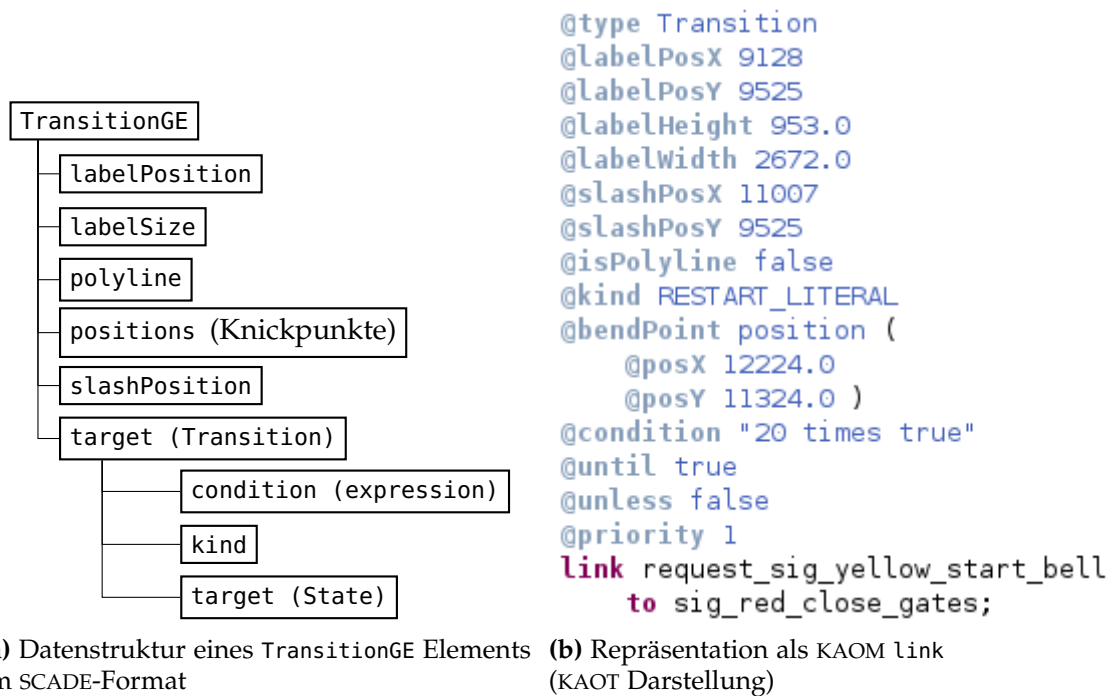 TransitionGE
labelPosition
labelSize
polyline
positions (Knickpunkte)
slashPosition
target (Transition)
condition (expression)
kind
target (State)
) Datenstruktur eines TransitionGE Elements
m SCADE-Format
@type Transition
@labelPosX 9128
@labelPosY 9525
@labelHeight 953.0
@labelWidth 2672.0
@slashPosX 11007
@slashPosY 9525
@isPolyline false
@kind RESTART_LITERAL
@bendPoint position (
@posX 12224.0
@posY 11324.0 )
@condition "20 times true"
@until true
@unless false
@priority 1
link request_sig_yellow_start_bell
to sig_red_close_gates;
(b) Repräsentation als KAOM link
(KAOT Darstellung)